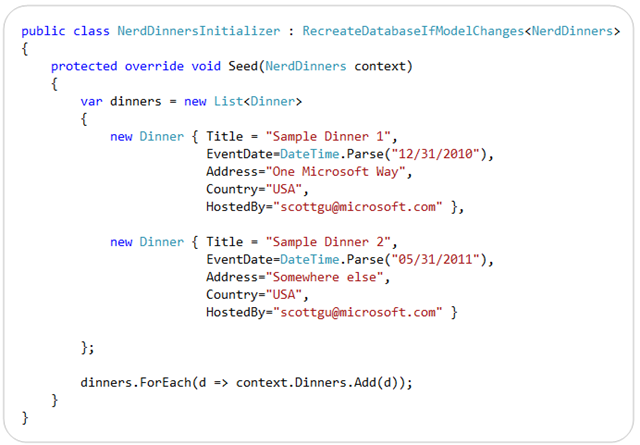 public class NerdDinnersInitializer : RecreateDatabaseIfModelChanges<NerdDinners>
{
    protected override void Seed(NerdDinners context)
    {
        var dinners = new List<Dinner>
        {
            new Dinner { Title = "Sample Dinner 1",
                         EventDate=DateTime.Parse("12/31/2010"),
                         Address="One Microsoft Way",
                         Country="USA",
                         HostedBy="scottgu@microsoft.com" },

            new Dinner { Title = "Sample Dinner 2",
                         EventDate=DateTime.Parse("05/31/2011"),
                         Address="Somewhere else",
                         Country="USA",
                         HostedBy="scottgu@microsoft.com" }

        };

        dinners.ForEach(d => context.Dinners.Add(d));
    }
}